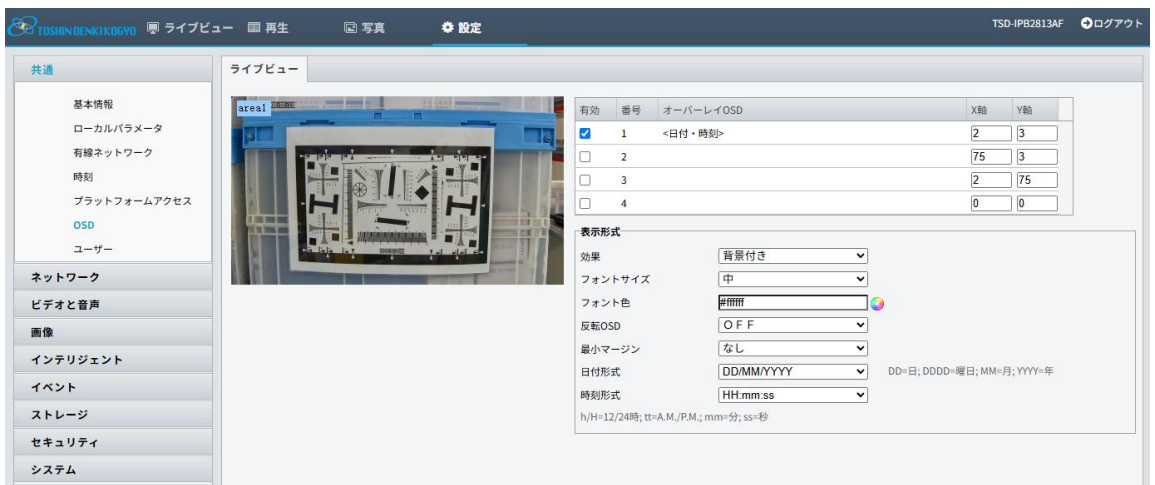 TOSHIN DENKI KOGYO ライブビュー 再生 写真 設定 TSD-IPB2813AF ログアウト
共通
基本情報
ローカルパラメータ
有線ネットワーク
時刻
プラットフォームアクセス
OSD
ユーザー
ネットワーク
ビデオと音声
画像
インテリジェント
イベント
ストレージ
セキュリティ
システム
ライブビュー
area1
有効 番号 オーバーレイOSD X軸 Y軸
1 <日付・時刻> 2 3
2 75 3
3 2 75
4 0 0
表示形式
効果 背景付き
フォントサイズ 中
フォント色 #ffffff
反転OSD OFF
最小マージン なし
日付形式 DD/MM/YYYY DD=日; DDDD=曜日; MM=月; YYYY=年
時刻形式 HH:mm:ss
h/H=12/24時; tt=A.M./P.M.; mm=分; ss=秒